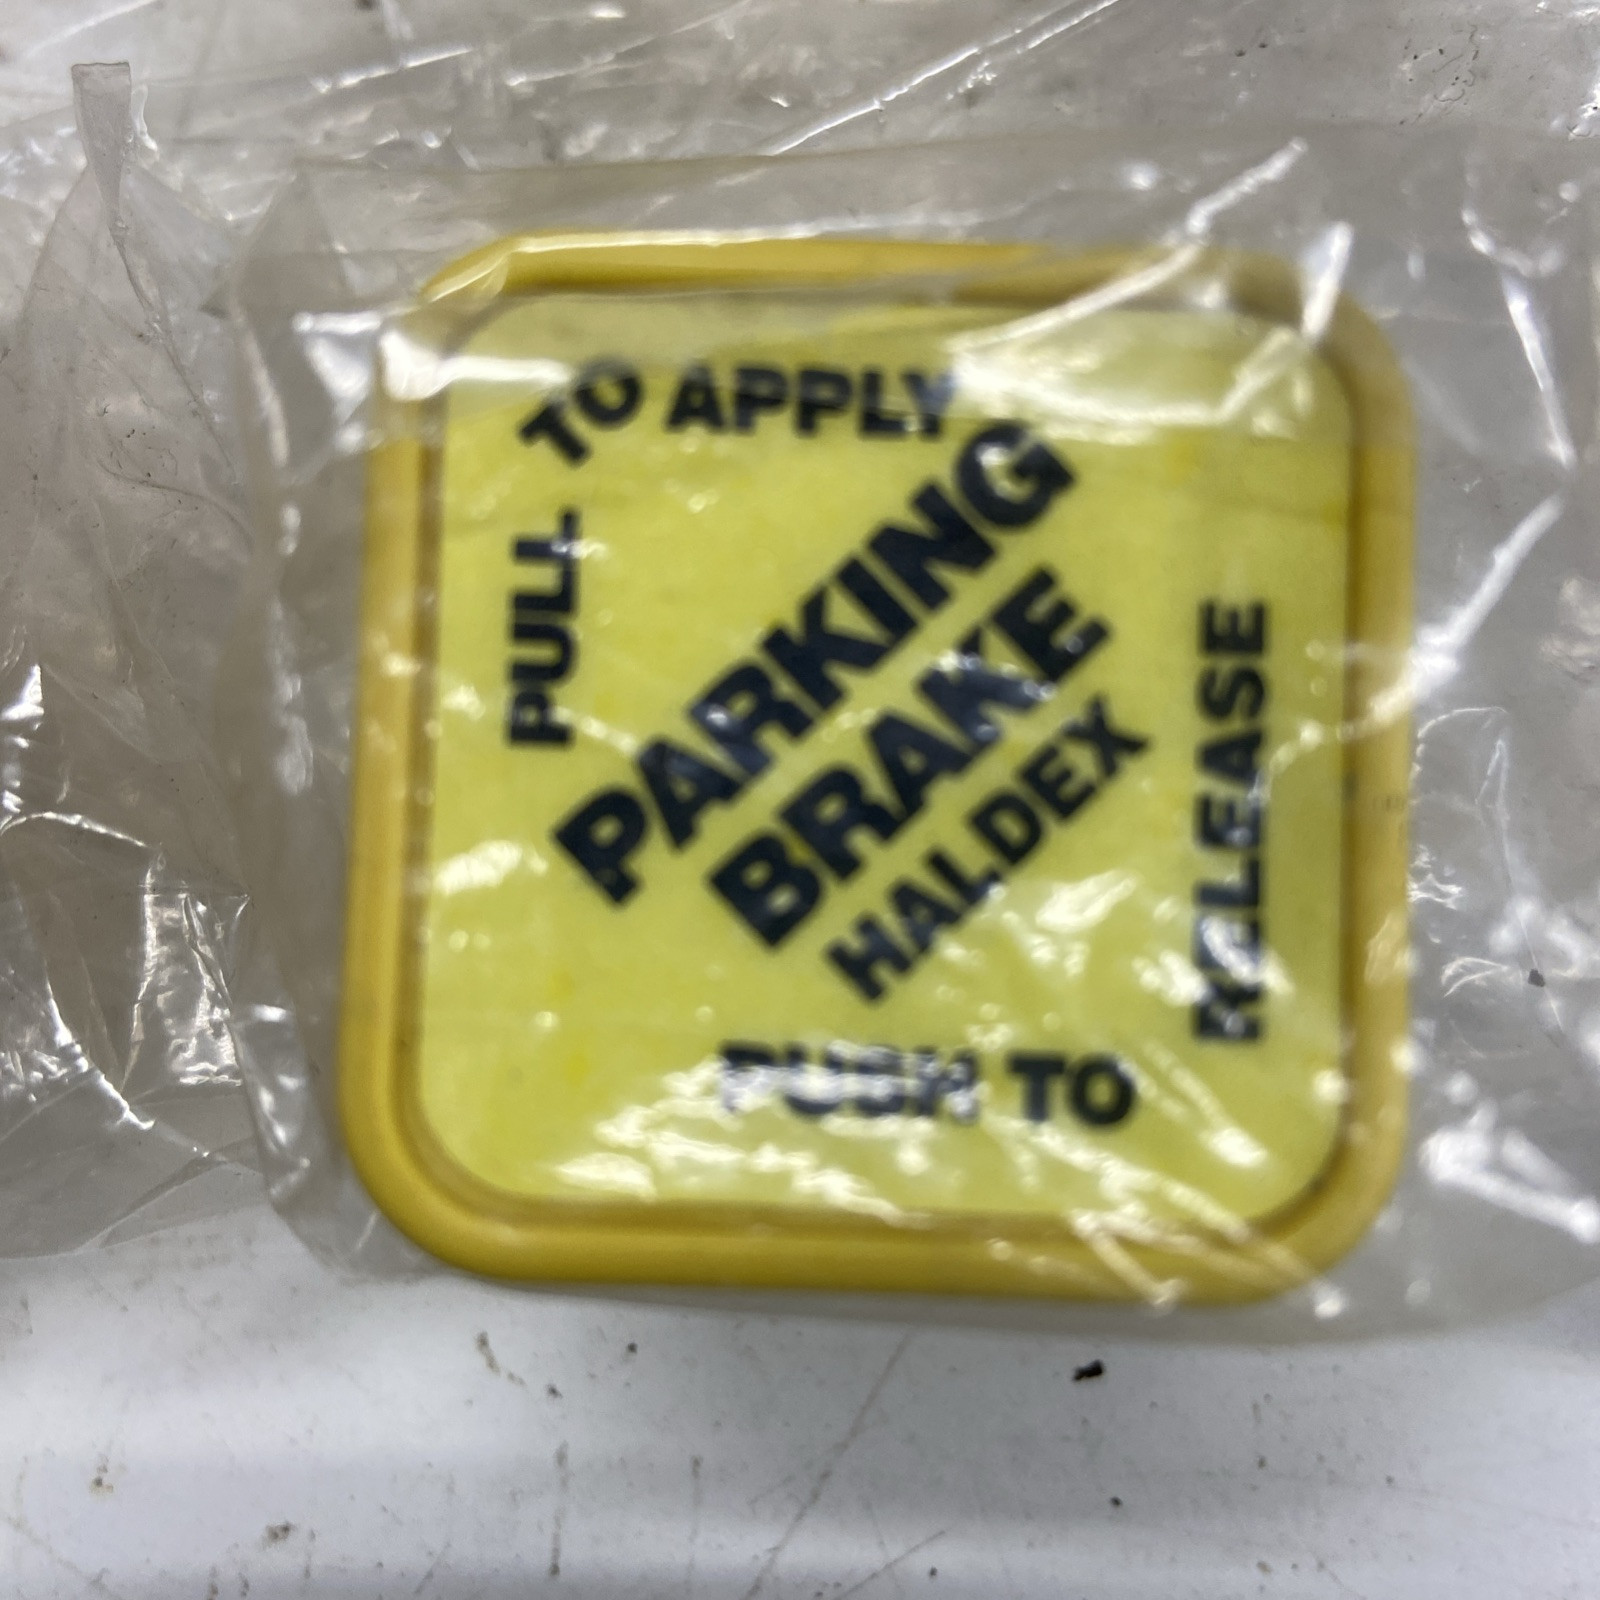 PULL TO APPLY
PARKING
BRAKE
HALDEX
PUSH TO RELEASE